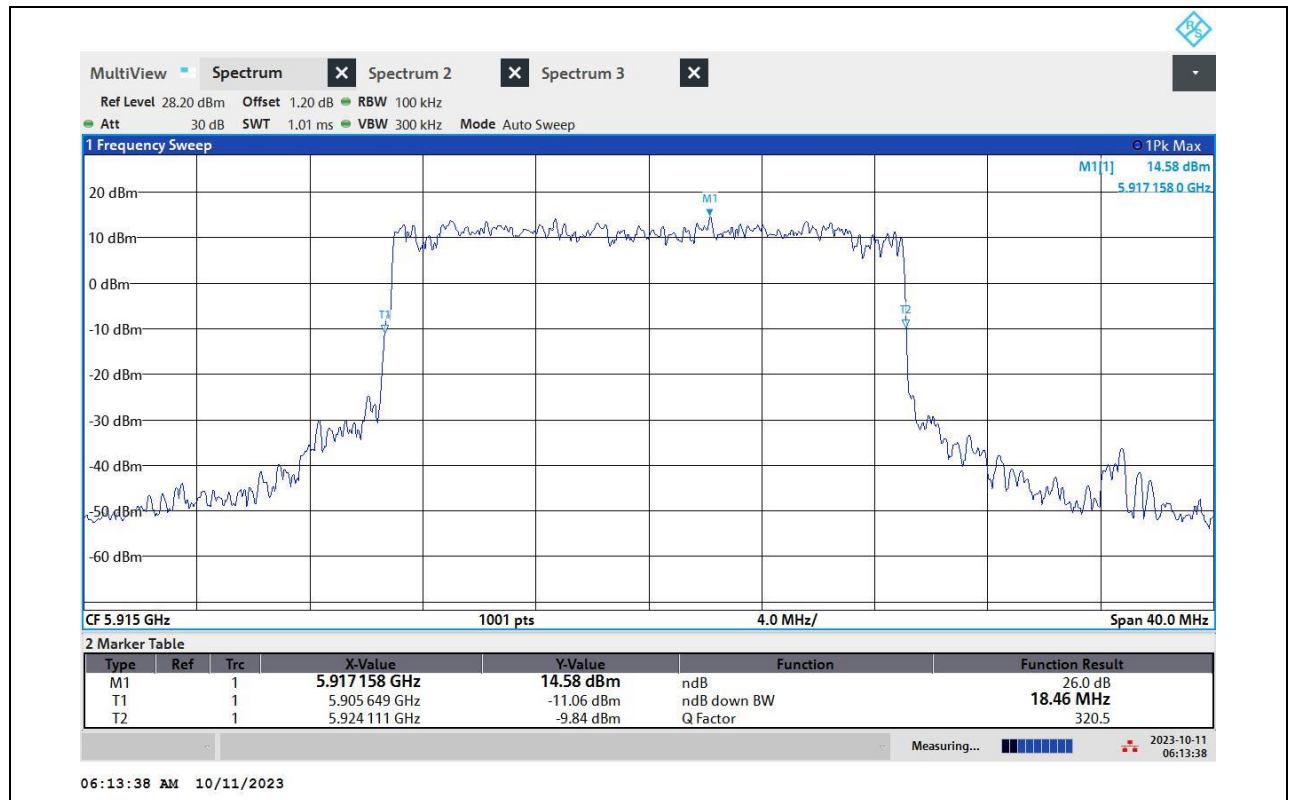 R S
MultiView Spectrum Spectrum 2 Spectrum 3
Ref Level 28.20 dBm Offset 1.20 dB RBW 100 kHz
Att 30 dB SWT 1.01 ms VBW 300 kHz Mode Auto Sweep
1 Frequency Sweep 1Pk Max
M1[1] 14.58 dBm
5.917 158 0 GHz
20 dBm
M1
10 dBm
0 dBm
T1 T2
-10 dBm
-20 dBm
-30 dBm
-40 dBm
-50 dBm
-60 dBm
CF 5.915 GHz 1001 pts 4.0 MHz/ Span 40.0 MHz
2 Marker Table
Type Ref Trc X-Value Y-Value Function Function Result
M1 1 5.917 158 GHz 14.58 dBm ndB 26.0 dB
T1 1 5.905 649 GHz -11.06 dBm ndB down BW 18.46 MHz
T2 1 5.924 111 GHz -9.84 dBm Q Factor 320.5
Measuring... 2023-10-11
06:13:38
06:13:38 AM 10/11/2023